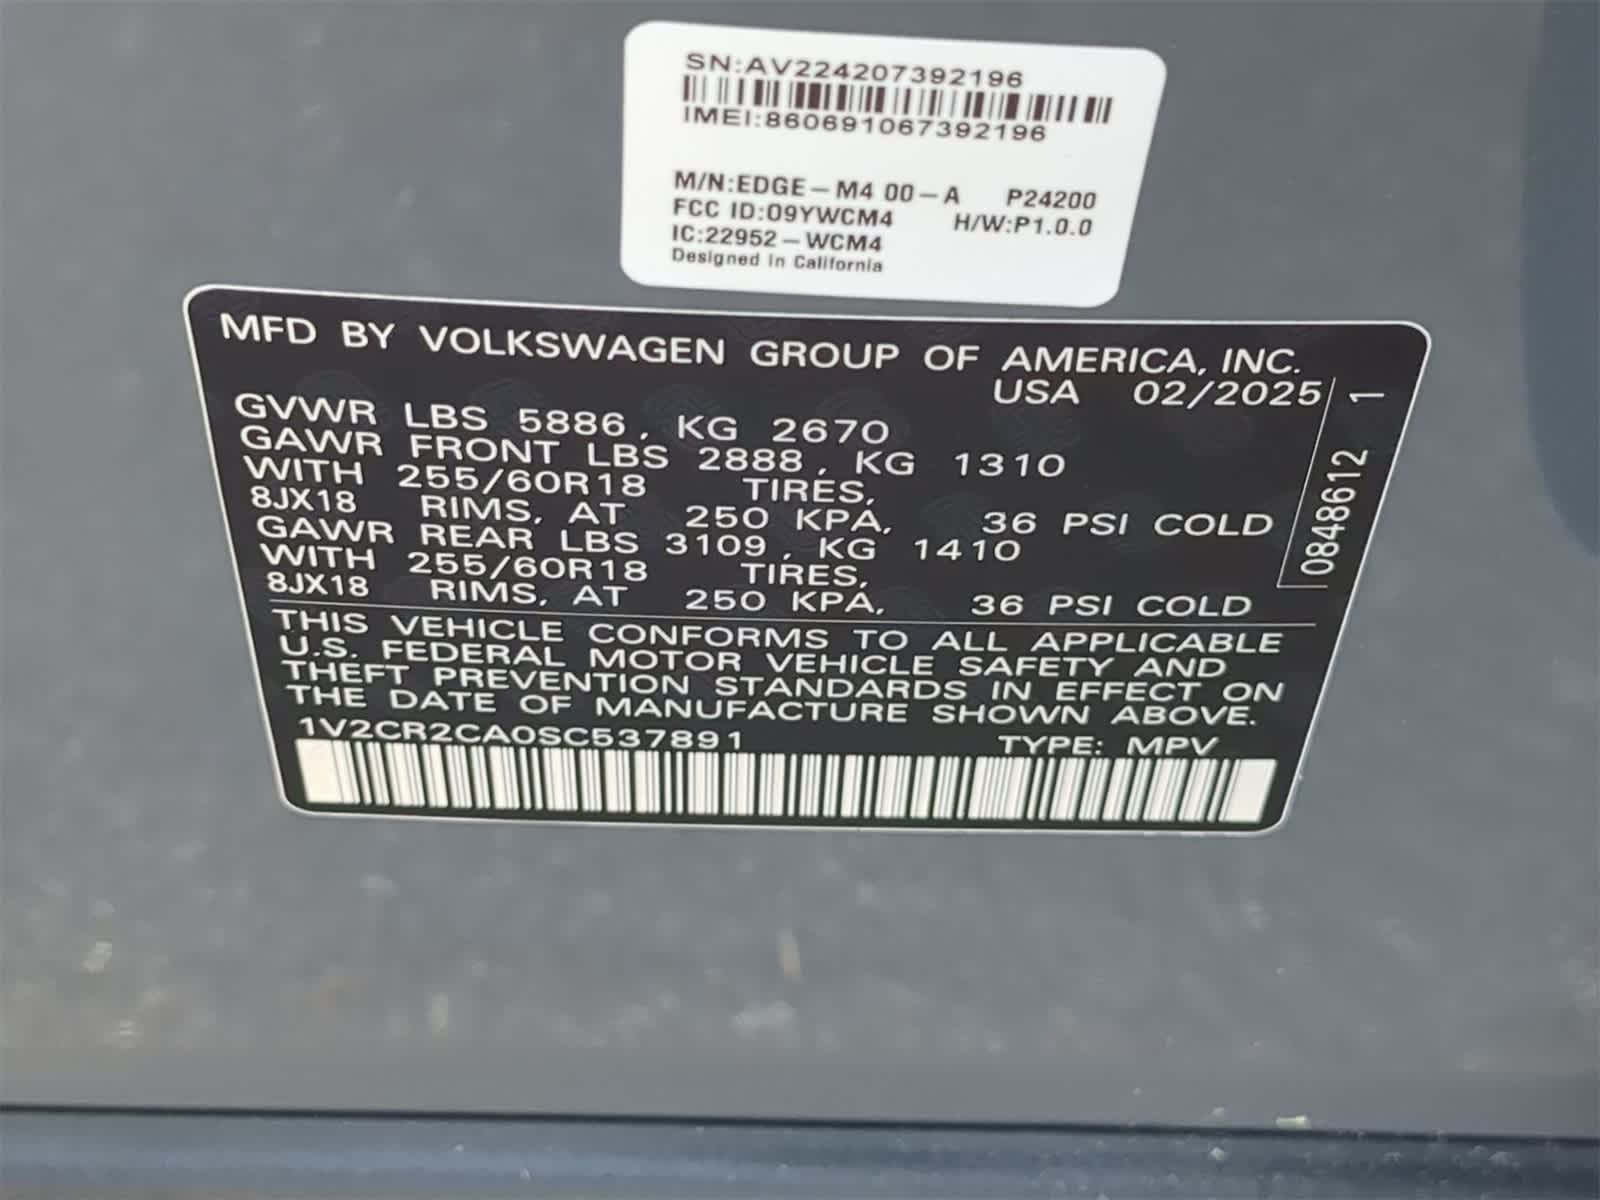 SN:AV224207392196
IMEI:860691067392196
M/N:EDGE-M4 00-A P24200
FCC ID:O9YWCM4 H/W:P1.0.0
IC:22952-WCM4
Designed in California
MFD BY VOLKSWAGEN GROUP OF AMERICA, INC.
USA 02/2025
GVWR LBS 5886, KG 2670
GAWR FRONT LBS 2888, KG 1310
WITH 255/60R18 TIRES,
8JX18 RIMS, AT 250 KPA, 36 PSI COLD
GAWR REAR LBS 3109, KG 1410
WITH 255/60R18 TIRES,
8JX18 RIMS, AT 250 KPA, 36 PSI COLD
0848612 1
THIS VEHICLE CONFORMS TO ALL APPLICABLE
U.S. FEDERAL MOTOR VEHICLE SAFETY AND
THEFT PREVENTION STANDARDS IN EFFECT ON
THE DATE OF MANUFACTURE SHOWN ABOVE.
1V2CR2CA0SC537891 TYPE: MPV